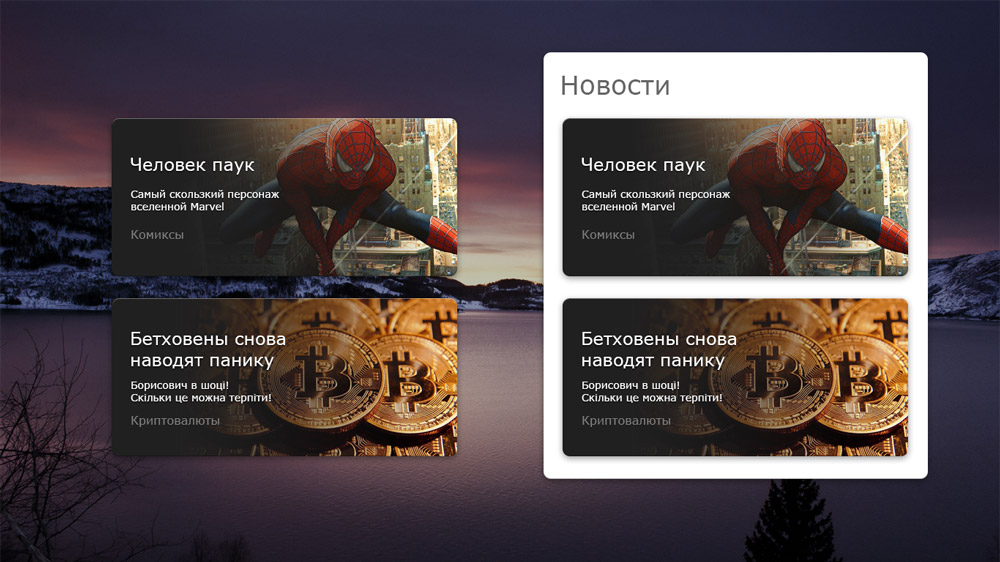 Человек паук
Самый скользкий персонаж
вселенной Marvel
Комиксы
Бетховены снова
наводят панику
Борисович в шоці!
Скільки це можна терпіти!
Криптовалюты
Новости
Человек паук
Самый скользкий персонаж
вселенной Marvel
Комиксы
Бетховены снова
наводят панику
Борисович в шоці!
Скільки це можна терпіти!
Криптовалюты